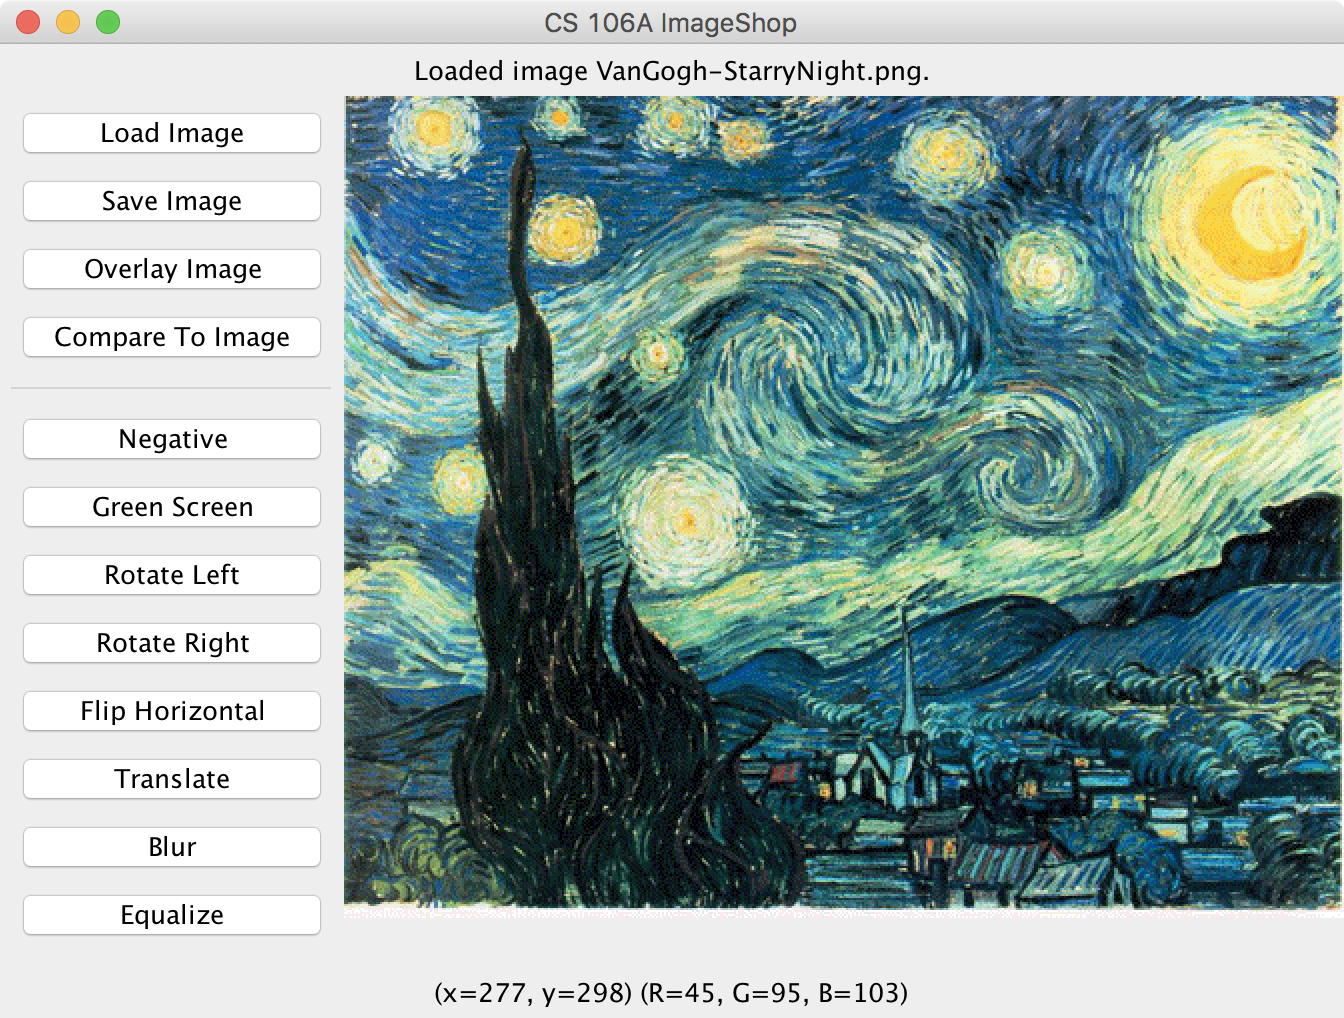 CS 106A ImageShop
Loaded image VanGogh-StarryNight.png.
Load Image
Save Image
Overlay Image
Compare To Image
Negative
Green Screen
Rotate Left
Rotate Right
Flip Horizontal
Translate
Blur
Equalize
(x=277, y=298) (R=45, G=95, B=103)